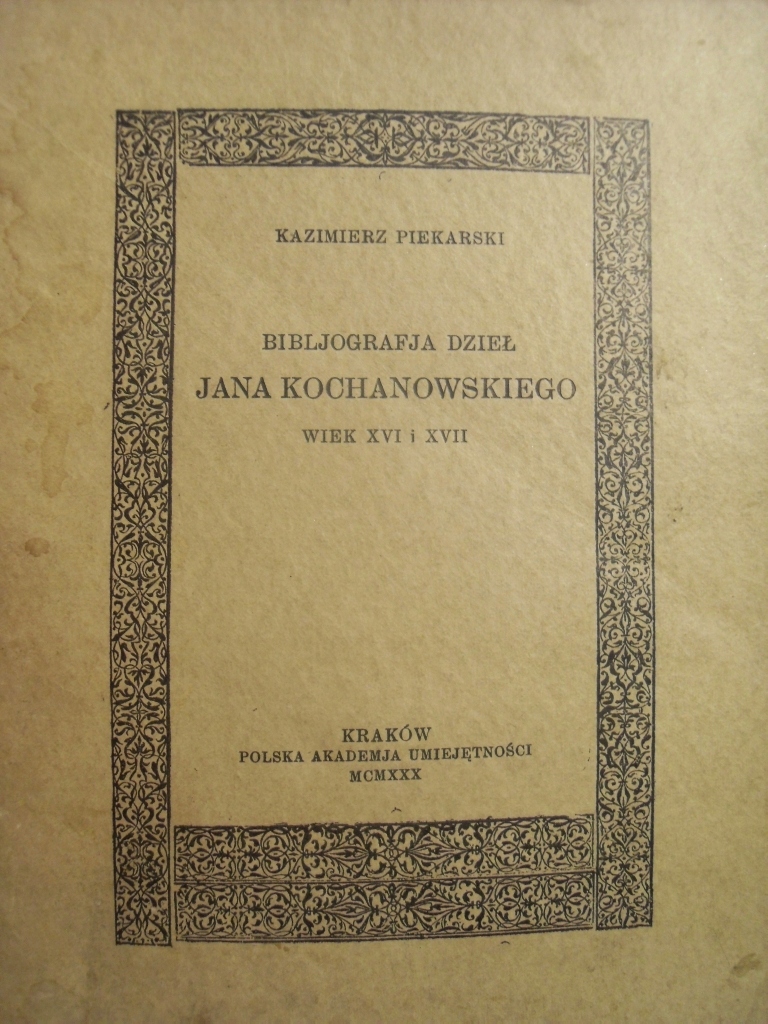 KAZIMIERZ PIEKARSKI
BIBLJOGRAFJA DZIEŁ
JANA KOCHANOWSKIEGO
WIEK XVI i XVII
KRAKÓW
POLSKA AKADEMJA UMIEJĘTNOŚCI
MCMXXX